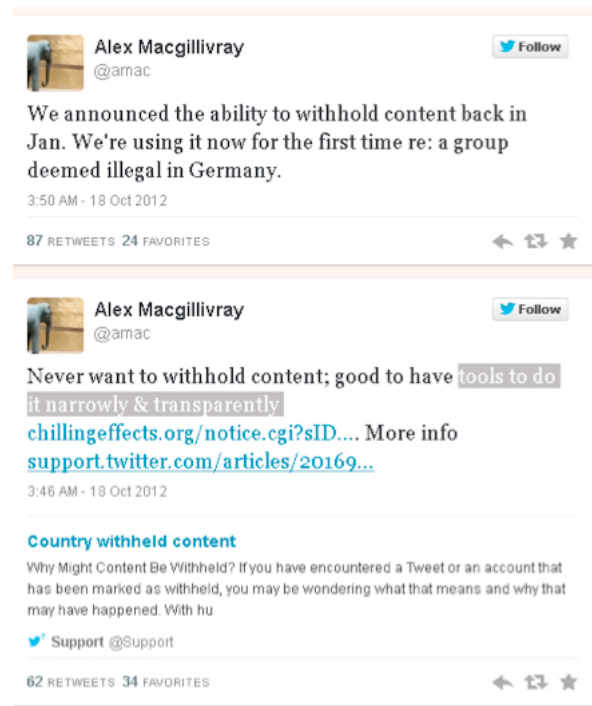 Alex Macgillivray
Follow
@amac
We announced the ability to withhold content back in
Jan. We're using it now for the first time re: a group
deemed illegal in Germany.
3:50 AM - 18 Oct 2012
87 RETWEETS 24 FAVORITES
Alex Macgillivray
Follow
@amac
Never want to withhold content; good to have tools to do
it narrowly & transparently
chillingeffects.org/notice.cgi?sID.... More info
support.twitter.com/articles/20169...
3:46 AM - 18 Oct 2012
Country withheld content
Why Might Content Be Withheld? If you have encountered a Tweet or an account that
has been marked as withheld, you may be wondering what that means and why that
may have happened. With hu
Support @Support
62 RETWEETS 34 FAVORITES